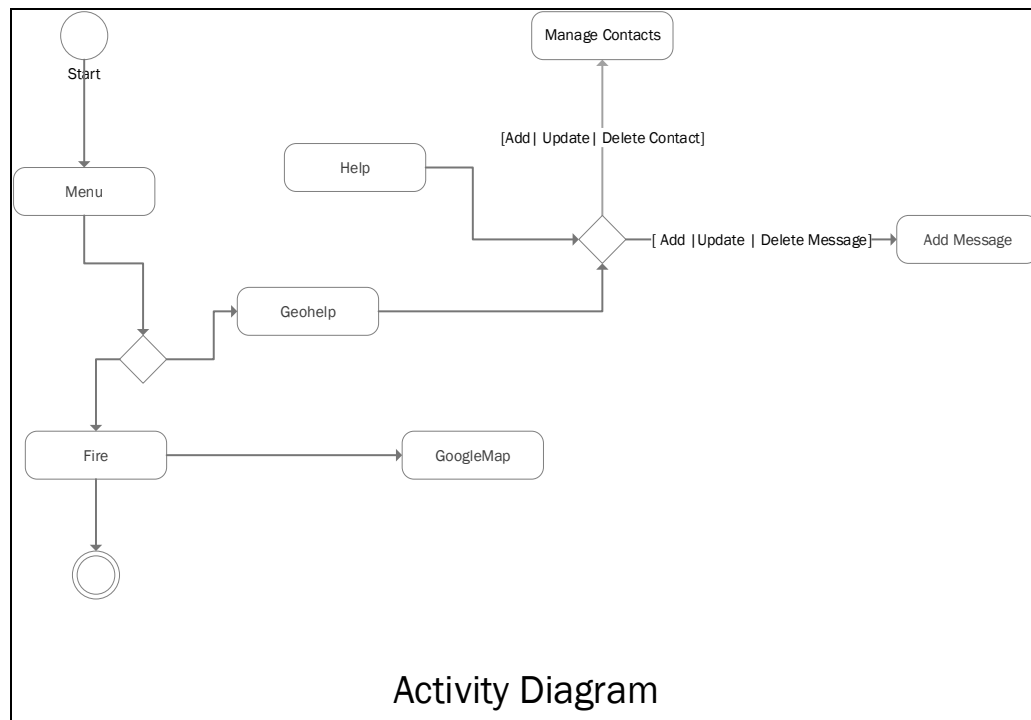 Manage Contacts
Start
[Add| Update| Delete Contact]
Help
Menu
[ Add |Update | Delete Message]
Add Message
Geohelp
Fire
GoogleMap
Activity Diagram